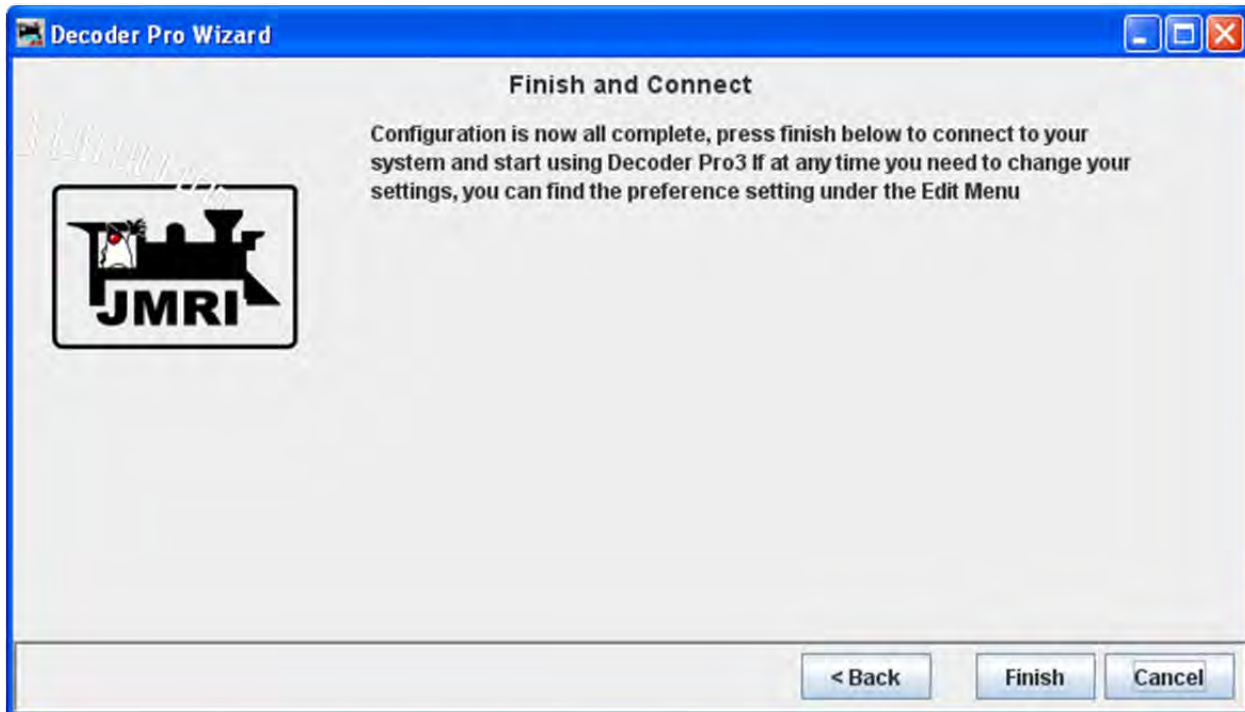 Decoder Pro Wizard
Finish and Connect
Configuration is now all complete, press finish below to connect to your
system and start using Decoder Pro3 If at any time you need to change your
settings, you can find the preference setting under the Edit Menu
JMRI
< Back
Finish
Cancel